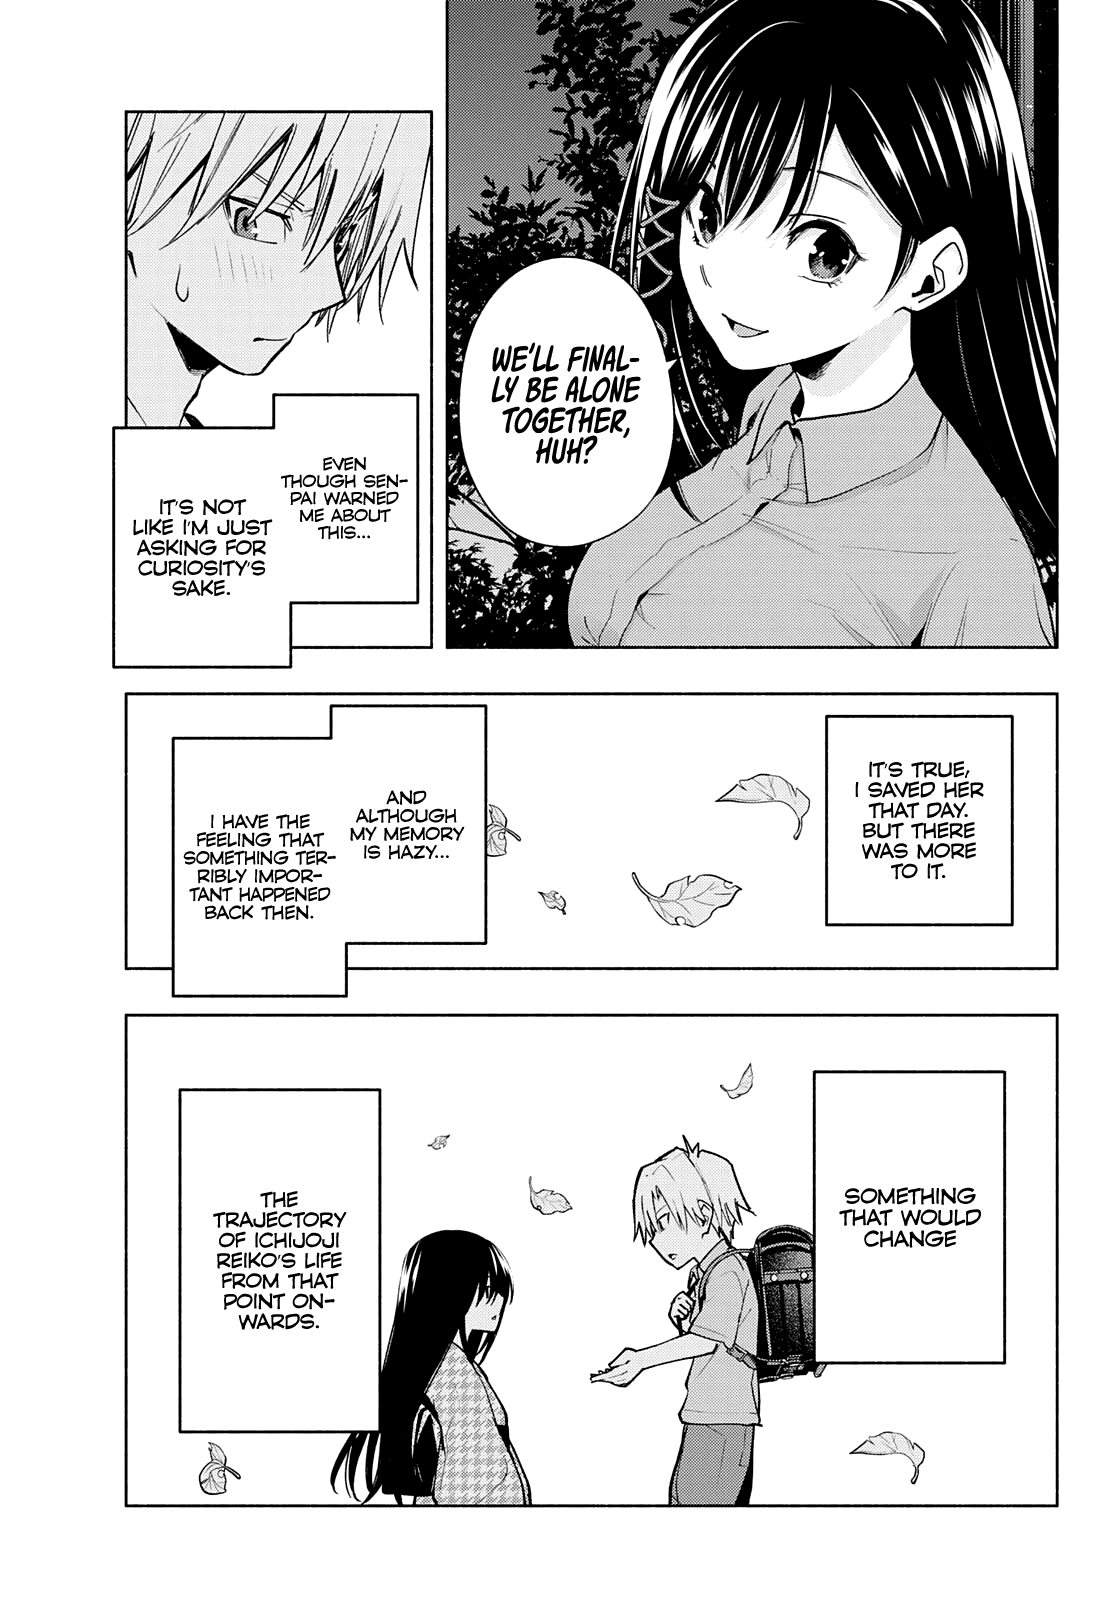 WE'LL FINAL-
LY BE ALONE
TOGETHER,
HUH?
EVEN
THOUGH SEN-
PAI WARNED
ME ABOUT
THIS...
IT'S NOT
LIKE I'M JUST
ASKING FOR
CURIOSITY'S
SAKE.
IT'S TRUE,
I SAVED HER
THAT DAY.
BUT THERE
WAS MORE
TO IT.
AND
ALTHOUGH
MY MEMORY
IS HAZY...
I HAVE THE
FEELING THAT
SOMETHING TER-
RIBLY IMPOR-
TANT HAPPENED
BACK THEN.
SOMETHING
THAT WOULD
CHANGE
THE
TRAJECTORY
OF ICHIJOJI
REIKO'S LIFE
FROM THAT
POINT ON-
WARDS.